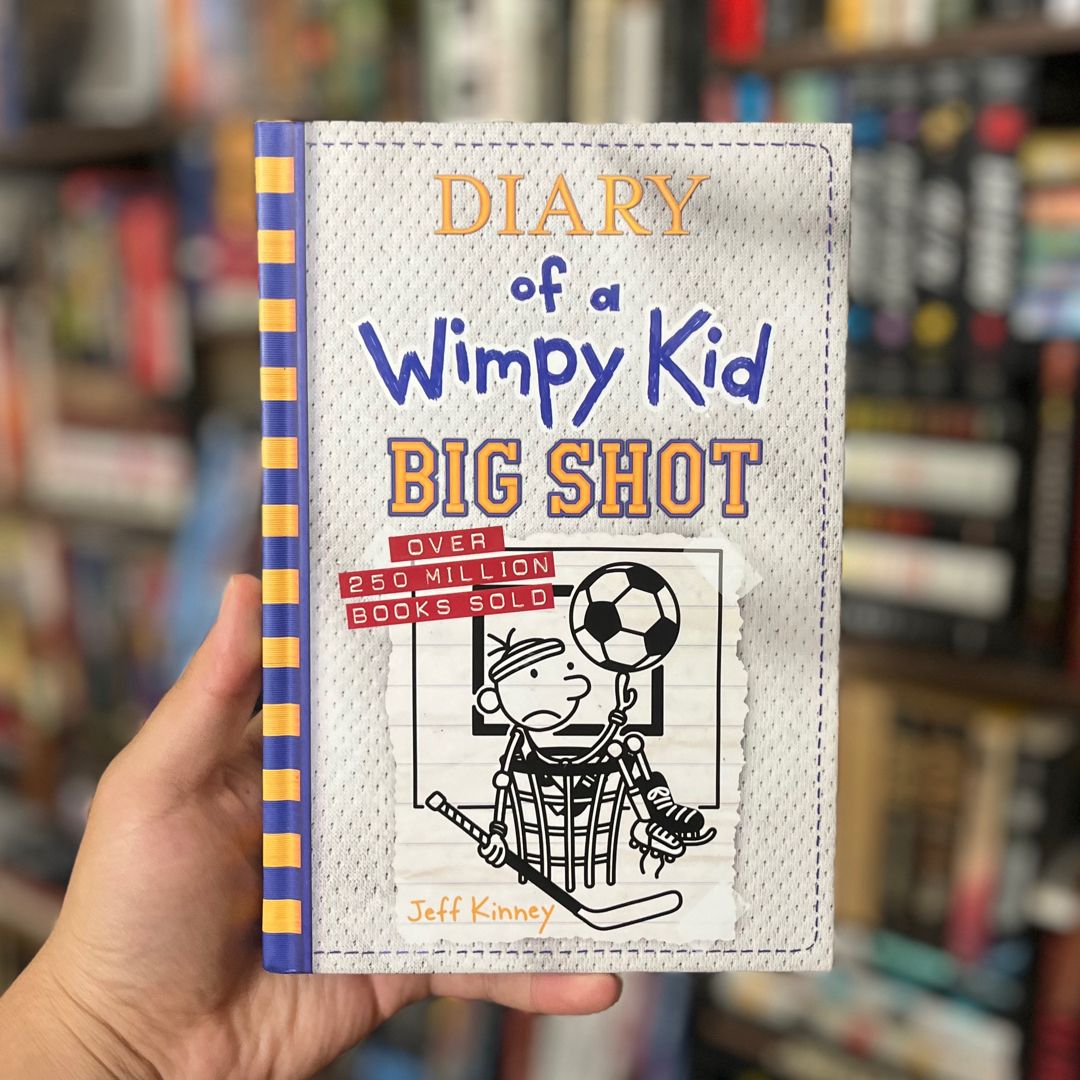 DIARY
of a
Wimpy Kid
BIG SHOT
OVER
250 MILLION
BOOKS SOLD
Jeff Kinney